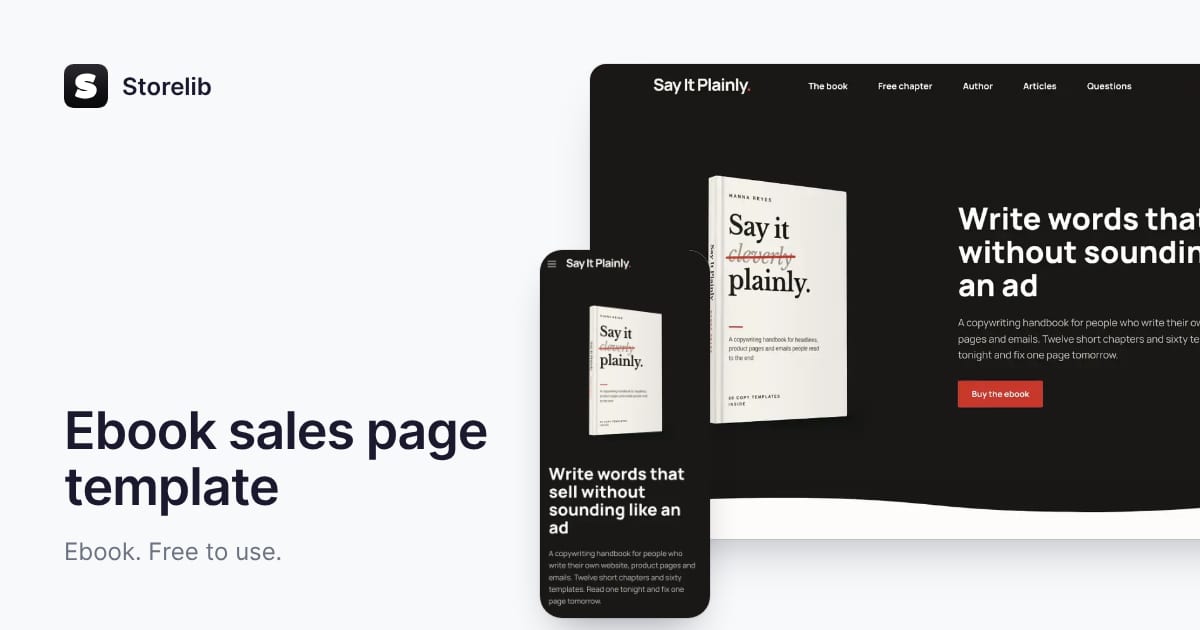 Storelib
Ebook sales page
template
Ebook. Free to use.
Say It Plainly.
The book
Free chapter
Author
Articles
Questions
HANNA REYES
Say it
cleverly
plainly.
A copywriting handbook for headlines,
product pages and emails people read
to the end
60 COPY TEMPLATES
INSIDE
Say It Plainly
Write words that
without soundin
an ad
A copywriting handbook for people who write their ow
pages and emails. Twelve short chapters and sixty te
tonight and fix one page tomorrow.
Buy the ebook
Say It Plainly.
Say it
cleverly
plainly.
Write words that
sell without
sounding like an
ad
A copywriting handbook for people who
write their own website, product pages and
emails. Twelve short chapters and sixty
templates. Read one tonight and fix one
page tomorrow.